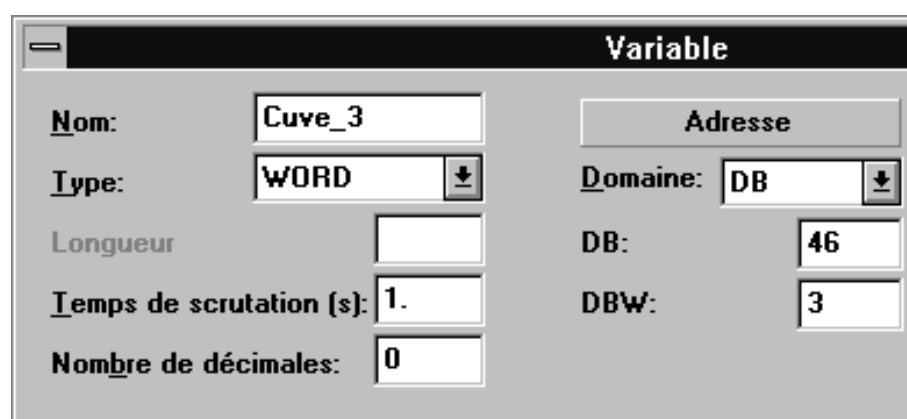 Variable
Nom: Cuve_3
Type: WORD
Longueur
Temps de scrutation (s): 1.
Nombre de décimales: 0
Adresse
Domaine: DB
DB: 46
DBW: 3